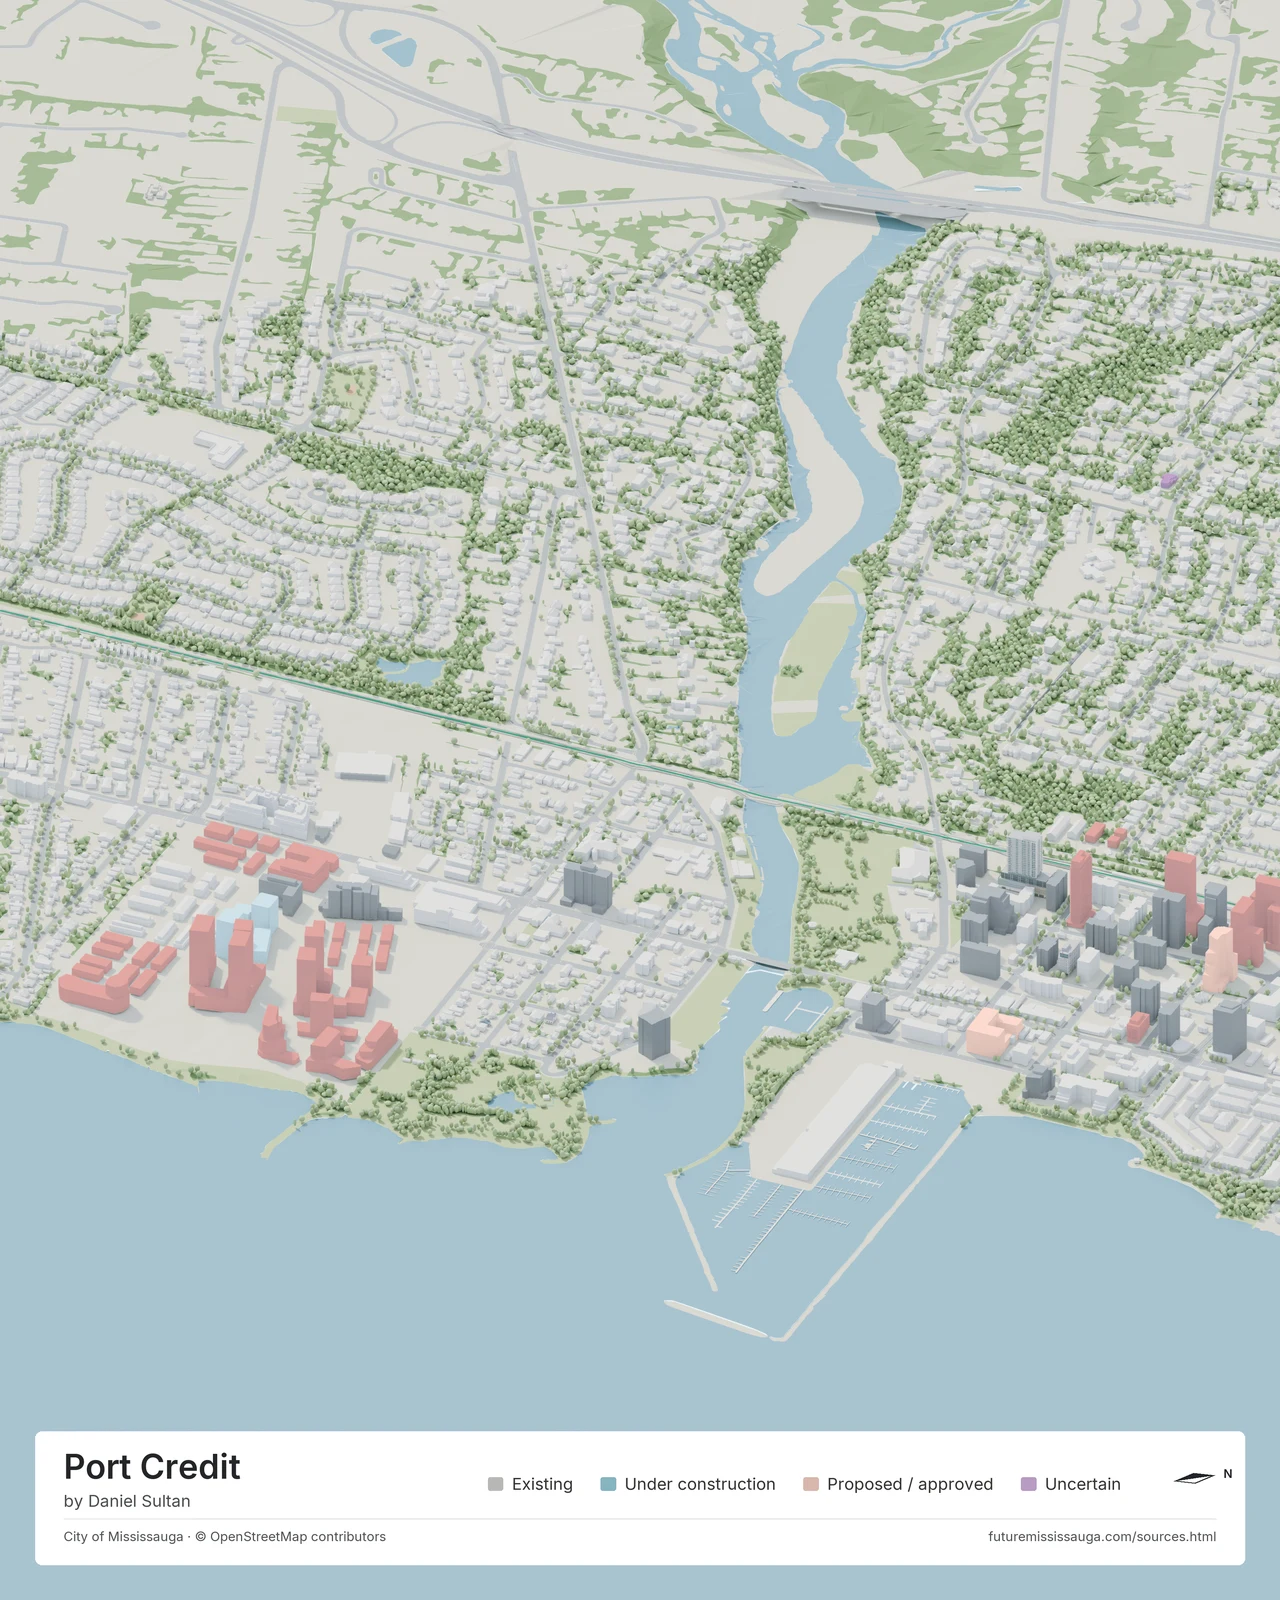 Port Credit
by Daniel Sultan
Existing
Under construction
Proposed / approved
Uncertain
N
City of Mississauga · © OpenStreetMap contributors
futuremississauga.com/sources.html